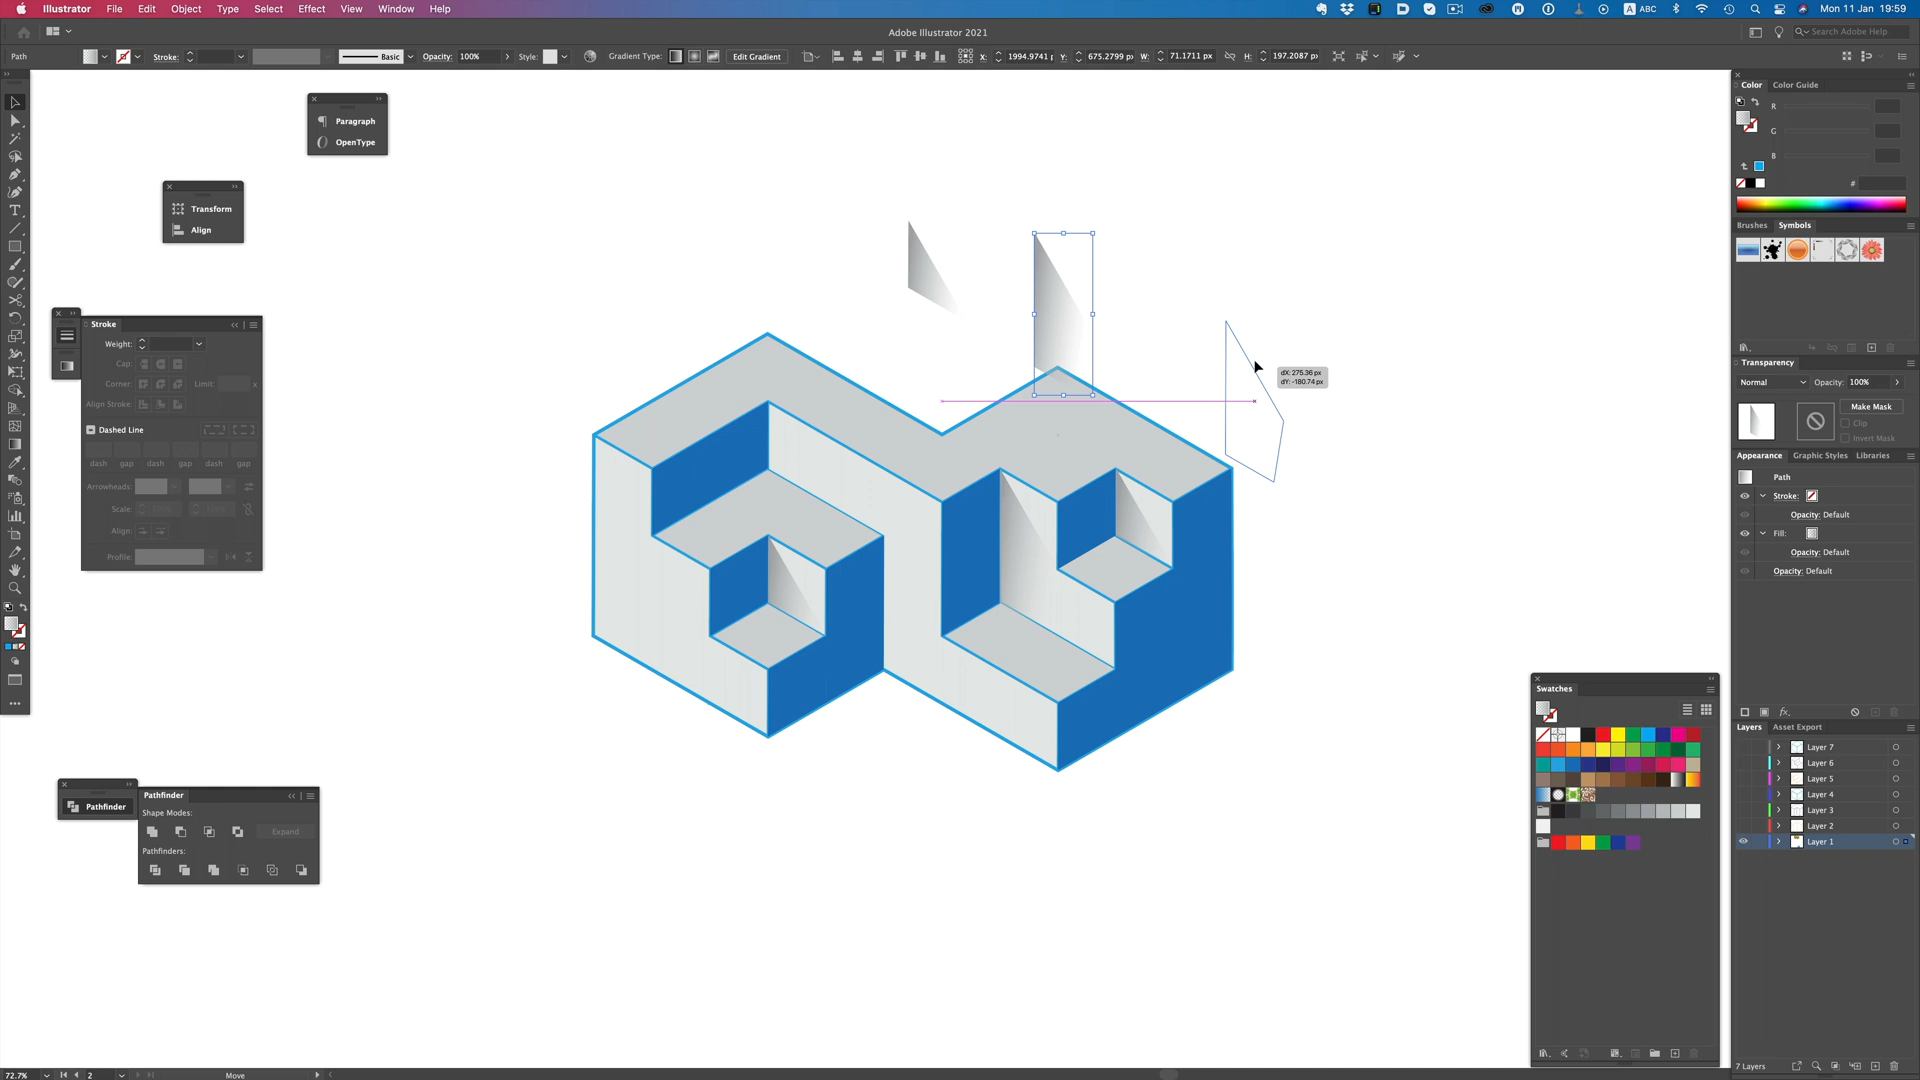 Illustrator File Edit Object Type Select Effect View Window Help
ABC Mon 11 Jan 19:59
Adobe Illustrator 2021
Search Adobe Help
Path Stroke: Basic Opacity: 100% Style: Gradient Type: Edit Gradient X: 1994.9741 Y: 675.2799 px W: 71.1711 px H: 197.2087 px
Paragraph
OpenType
Transform
Align
Stroke
Weight:
Cap:
Corner: Limit: x
Align Stroke:
Dashed Line
dash gap dash gap dash gap
Arrowheads:
Scale:
Align:
Profile:
Pathfinder
Pathfinder
Shape Modes:
Expand
Pathfinders:
dX: 275.36 px
dY: -180.74 px
Color Color Guide
R
G
B
#
Brushes Symbols
Transparency
Normal Opacity: 100%
Make Mask
Clip
Invert Mask
Appearance Graphic Styles Libraries
Path
Stroke:
Opacity: Default
Fill:
Opacity: Default
Opacity: Default
fx
Swatches
Layers Asset Export
Layer 7
Layer 6
Layer 5
Layer 4
Layer 3
Layer 2
Layer 1
7 Layers
72.7% 2 Move